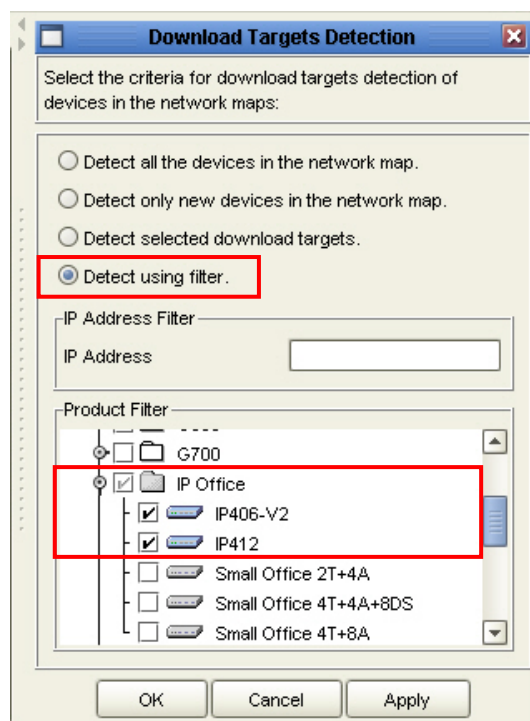 Download Targets Detection
Select the criteria for download targets detection of
devices in the network maps:
Detect all the devices in the network map.
Detect only new devices in the network map.
Detect selected download targets.
Detect using filter.
IP Address Filter
IP Address
Product Filter
G700
IP Office
IP406-V2
IP412
Small Office 2T+4A
Small Office 4T+4A+8DS
Small Office 4T+8A
OK
Cancel
Apply